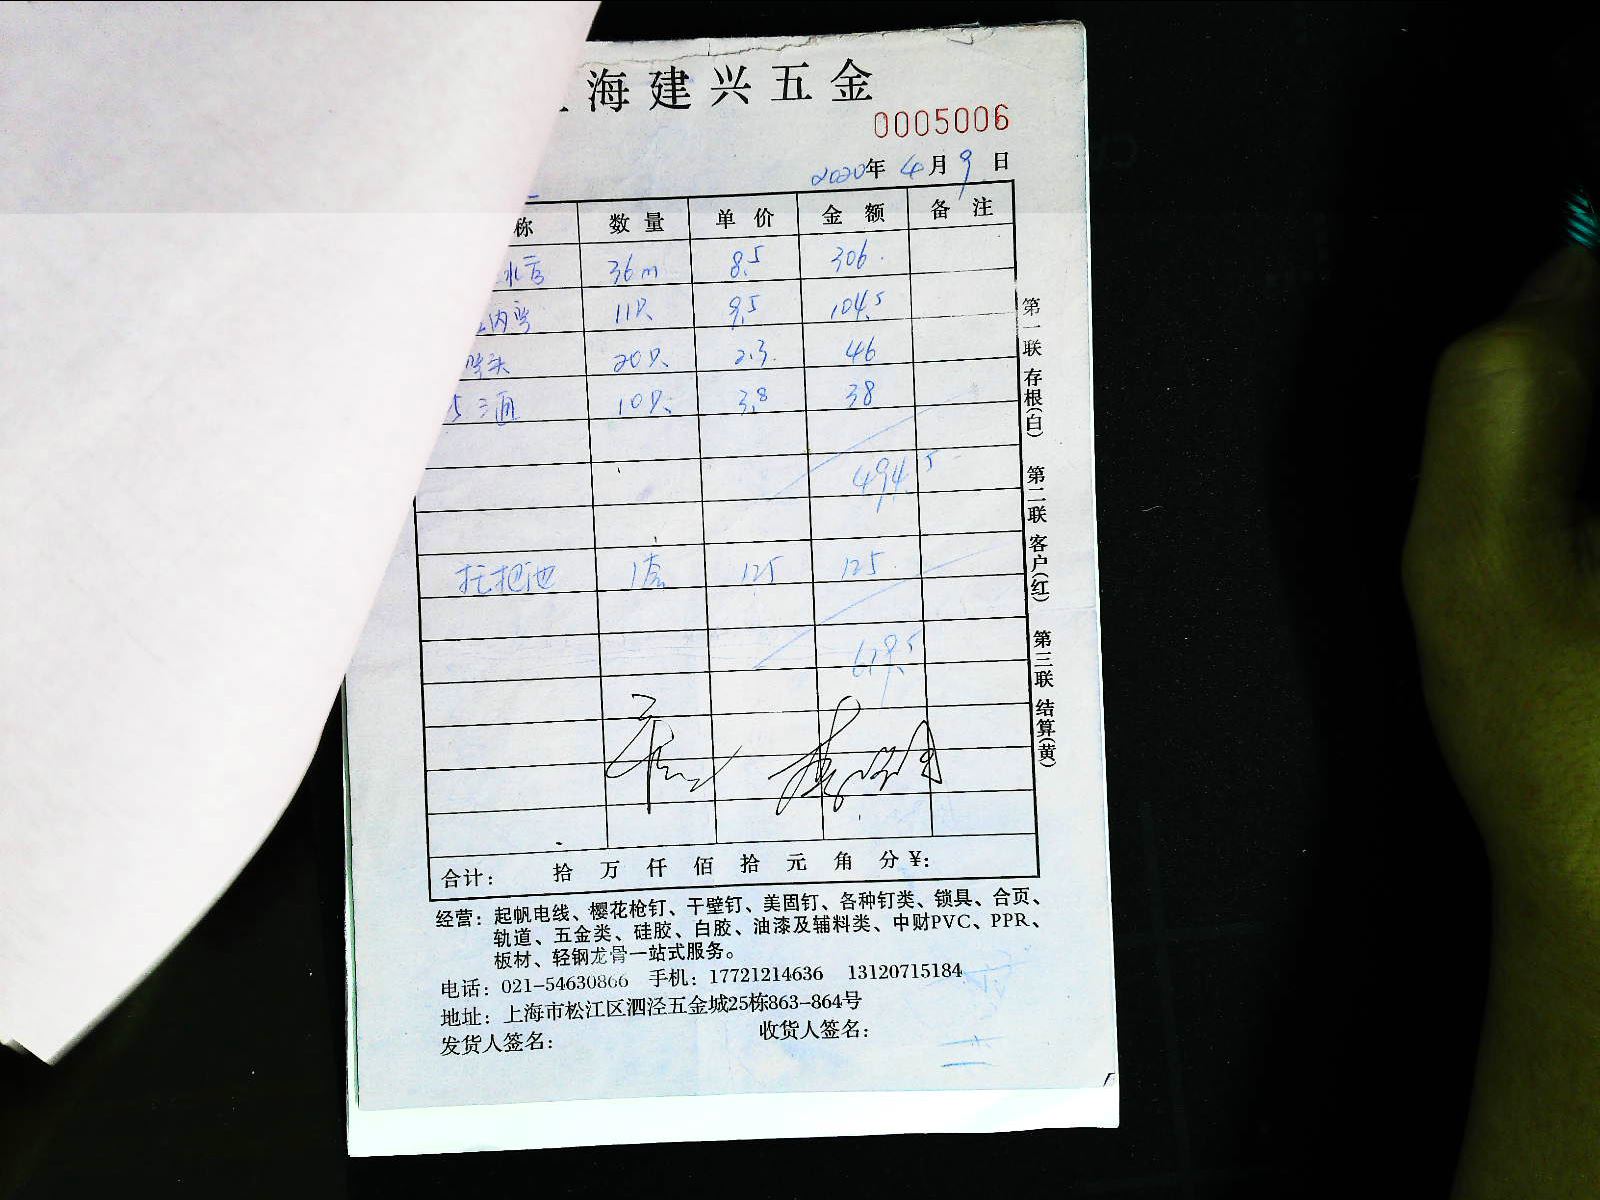 海建兴五金
0005006
2020年 4月 9日
称 数量 单价 金额 备注
水管 36m 8.5 306.
内弯 11只 9.5 104.5
头 20只 2.3 46
三通 10只 3.8 38
494.5
托把池 1套 125 125
619.5
合计: 拾 万 仟 佰 拾 元 角 分 ¥:
经营: 起帆电线、樱花枪钉、干壁钉、美固钉、各种钉类、锁具、合页、
轨道、五金类、硅胶、白胶、油漆及辅料类、中财PVC、PPR、
板材、轻钢龙骨一站式服务。
电话: 021-54630866 手机: 17721214636 13120715184
地址: 上海市松江区泗泾五金城25栋863-864号
发货人签名: 收货人签名:
第一联 存根(白) 第二联 客户(红) 第三联 结算(黄)